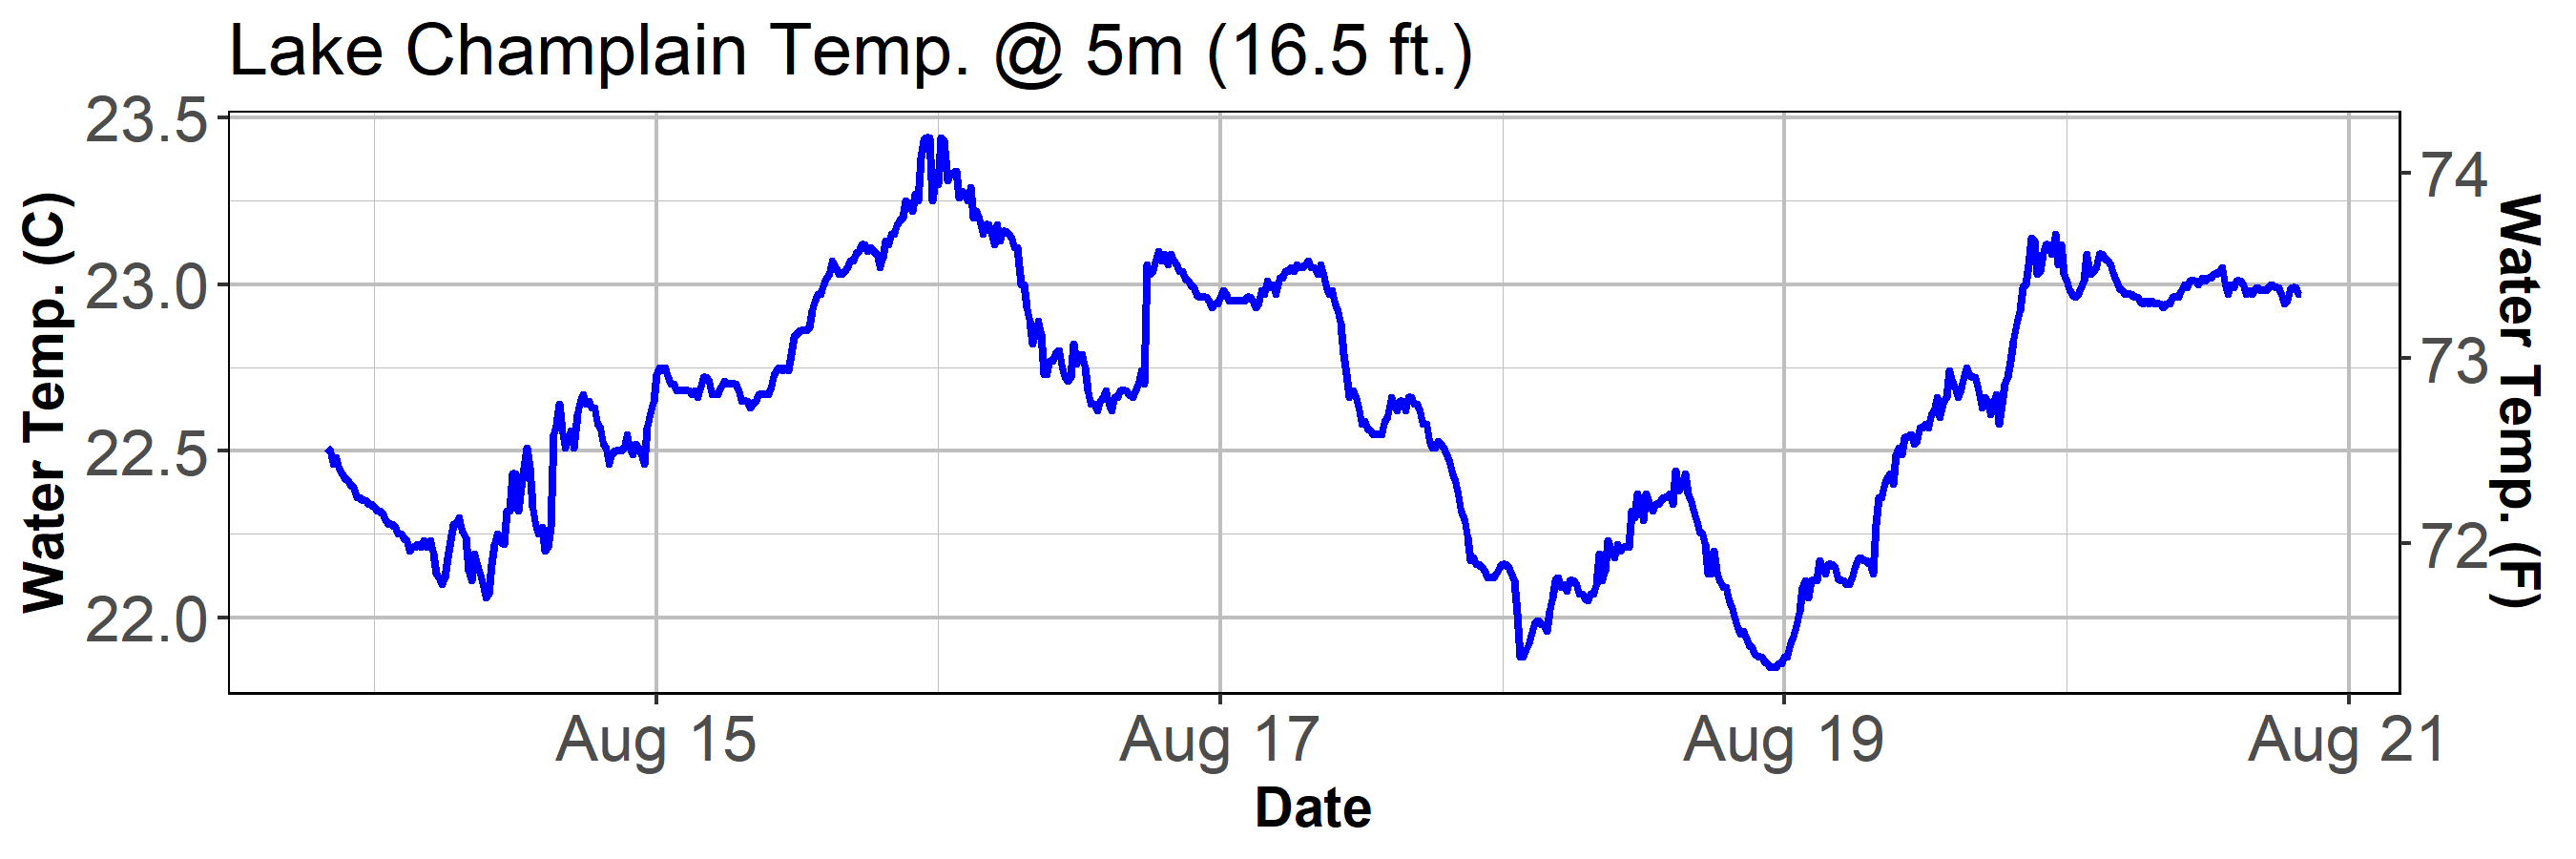 Lake Champlain Temp. @ 5m (16.5 ft.)
23.5
23.0
22.5
22.0
Water Temp. (C)
74
73
72
Water Temp. (F)
Aug 15 Aug 17 Aug 19 Aug 21
Date